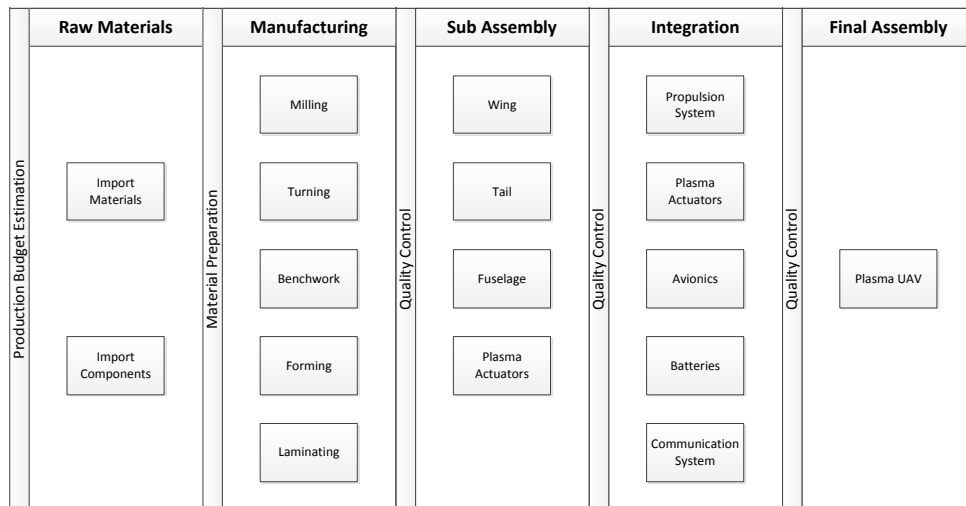 Production Budget Estimation
Raw Materials
Import
Materials
Import
Components
Material Preparation
Manufacturing
Milling
Turning
Benchwork
Forming
Laminating
Quality Control
Sub Assembly
Wing
Tail
Fuselage
Plasma
Actuators
Quality Control
Integration
Propulsion
System
Plasma
Actuators
Avionics
Batteries
Communication
System
Quality Control
Final Assembly
Plasma UAV